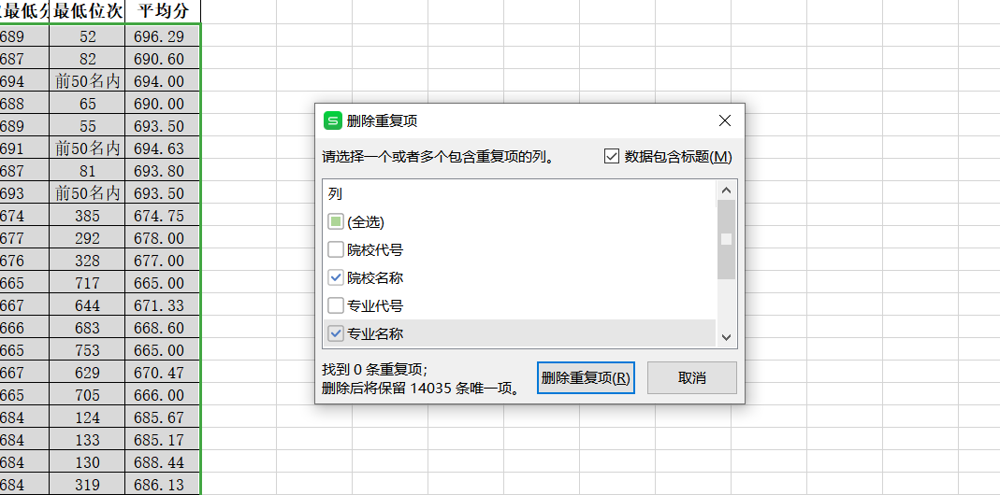 最低分 最低位次 平均分
689 52 696.29
687 82 690.60
694 前50名内 694.00
688 65 690.00
689 55 693.50
691 前50名内 694.63
687 81 693.80
693 前50名内 693.50
674 385 674.75
677 292 678.00
676 328 677.00
665 717 665.00
667 644 671.33
666 683 668.60
665 753 665.00
667 629 670.47
665 705 666.00
684 124 685.67
684 133 685.17
684 130 688.44
684 319 686.13
删除重复项
请选择一个或者多个包含重复项的列。 数据包含标题(M)
列
(全选)
院校代号
院校名称
专业代号
专业名称
找到 0 条重复项；
删除后将保留 14035 条唯一项。
删除重复项(R) 取消